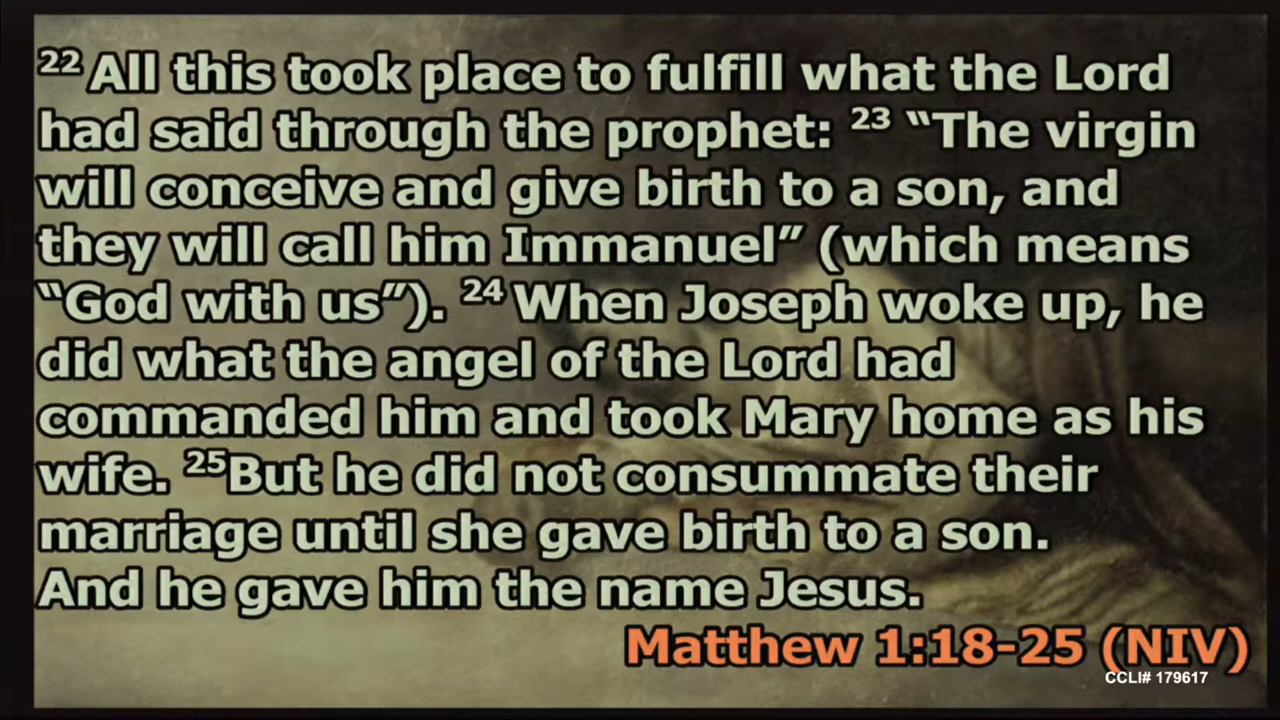 22 All this took place to fulfill what the Lord
had said through the prophet: 23 “The virgin
will conceive and give birth to a son, and
they will call him Immanuel” (which means
“God with us”). 24 When Joseph woke up, he
did what the angel of the Lord had
commanded him and took Mary home as his
wife. 25But he did not consummate their
marriage until she gave birth to a son.
And he gave him the name Jesus.
Matthew 1:18-25 (NIV)
CCLI# 179617